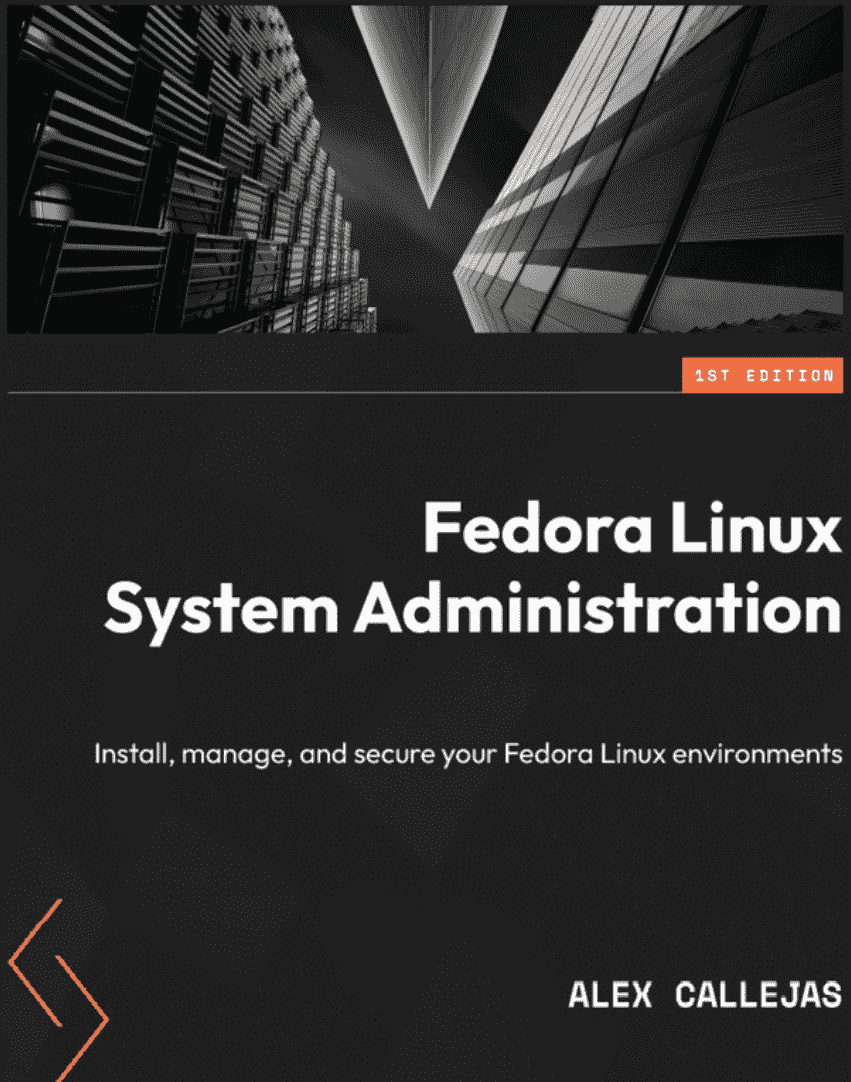 1ST EDITION
Fedora Linux
System Administration
Install, manage, and secure your Fedora Linux environments
ALEX CALLEJAS